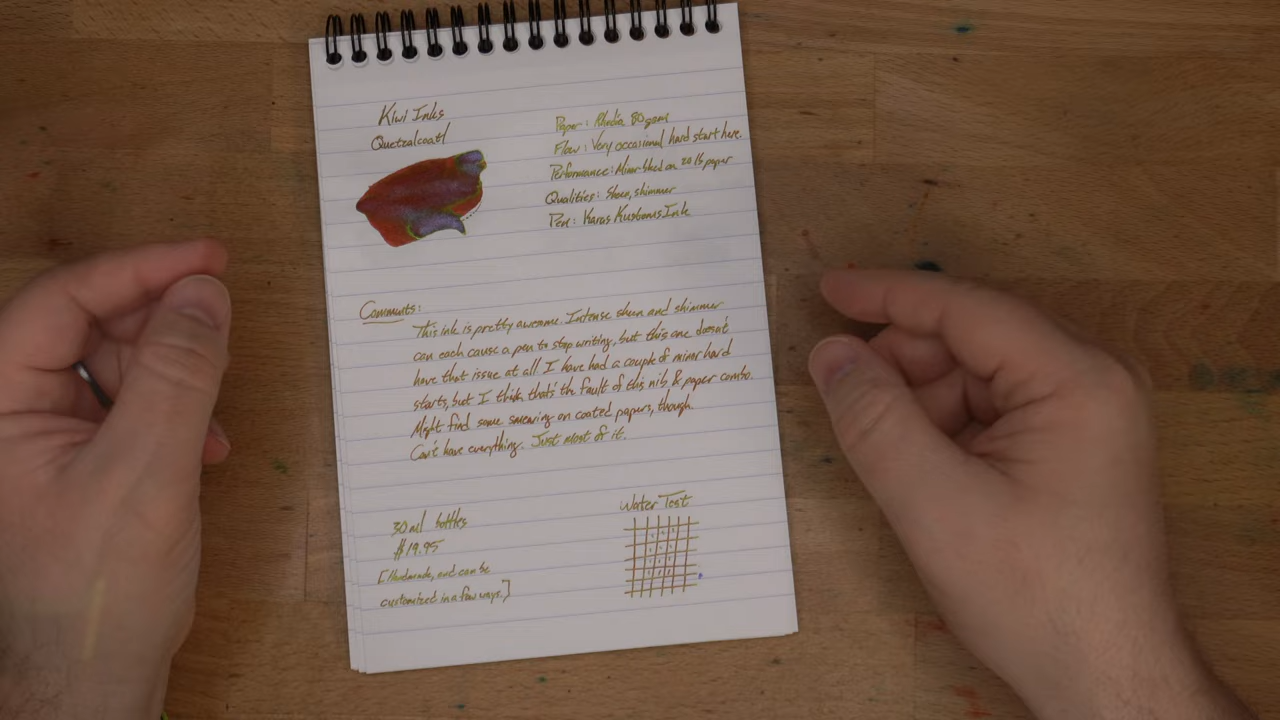 Kiwi Inks
Quetzalcoatl
Paper: Rhodia 80gsm
Flow: Very occasional hard start here.
Performance: Minor bleed on 20 lb paper
Qualities: Sheen, shimmer
Pen: Karas Kustoms Ink
Comments:
This ink is pretty awesome. Intense sheen and shimmer
can each cause a pen to stop writing, but this one doesn't
have that issue at all. I have had a couple of minor hard
starts, but I think that's the fault of this nib & paper combo.
Might find some smearing on coated papers, though.
Can't have everything. Just most of it.
30 ml bottles
$19.95
[Handmade, and can be
customized in a few ways.]
Water Test